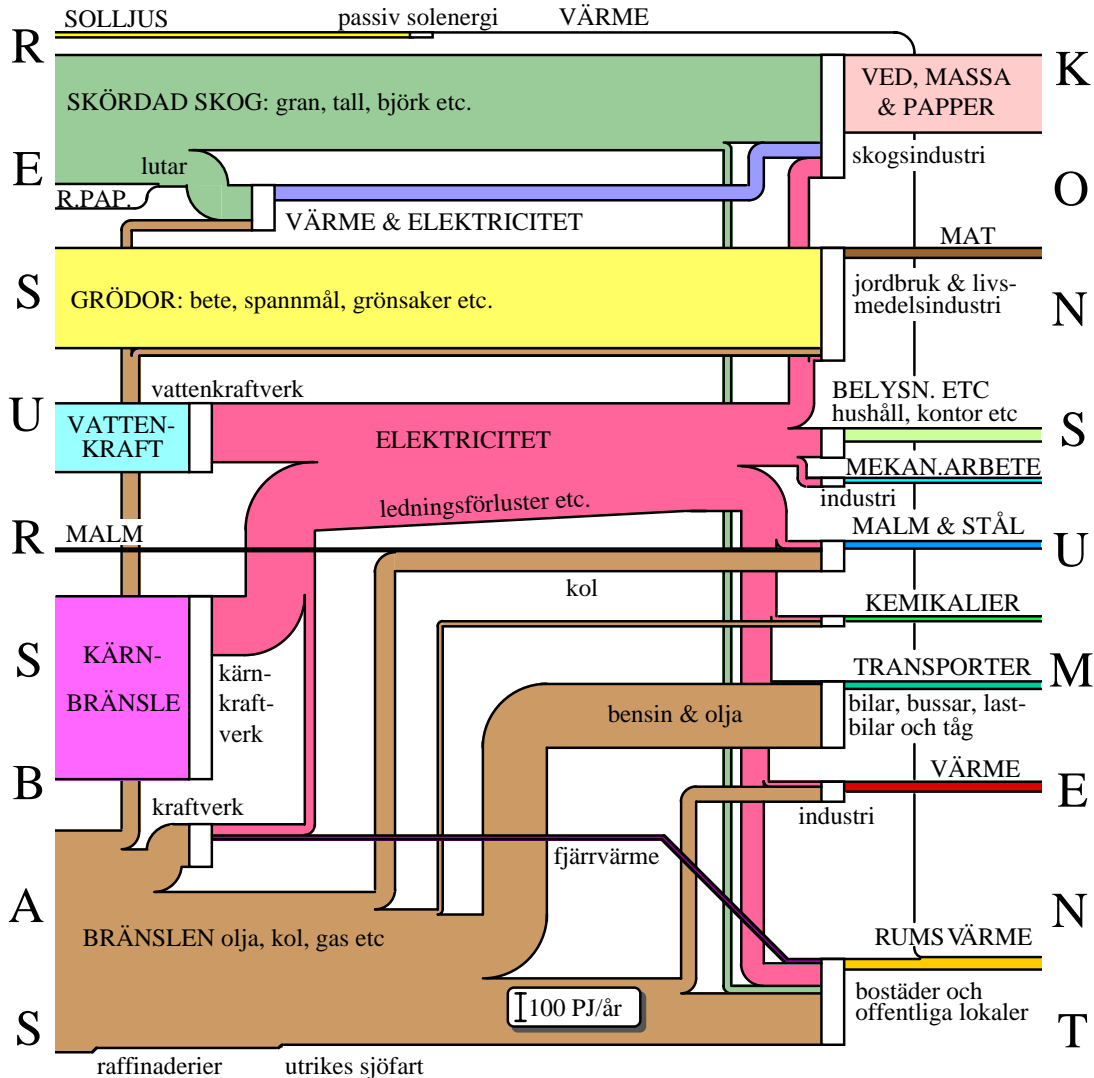 SOLLJUS
passiv solenergi
VÄRME
RESURSBAS
KONSUMENT
SKÖRDAD SKOG: gran, tall, björk etc.
VED, MASSA
& PAPPER
lutar
skogsindustri
R.PAP.
VÄRME & ELEKTRICITET
MAT
GRÖDOR: bete, spannmål, grönsaker etc.
jordbruk & livs-
medelsindustri
vattenkraftverk
BELYSN. ETC
hushåll, kontor etc
VATTEN-
KRAFT
ELEKTRICITET
MEKAN.ARBETE
industri
ledningsförluster etc.
MALM
MALM & STÅL
kol
KEMIKALIER
KÄRN-
BRÄNSLE
kärn-
kraft-
verk
TRANSPORTER
bilar, bussar, last-
bilar och tåg
bensin & olja
VÄRME
industri
kraftverk
fjärrvärme
BRÄNSLEN olja, kol, gas etc
RUMS VÄRME
bostäder och
offentliga lokaler
100 PJ/år
raffinaderier
utrikes sjöfart